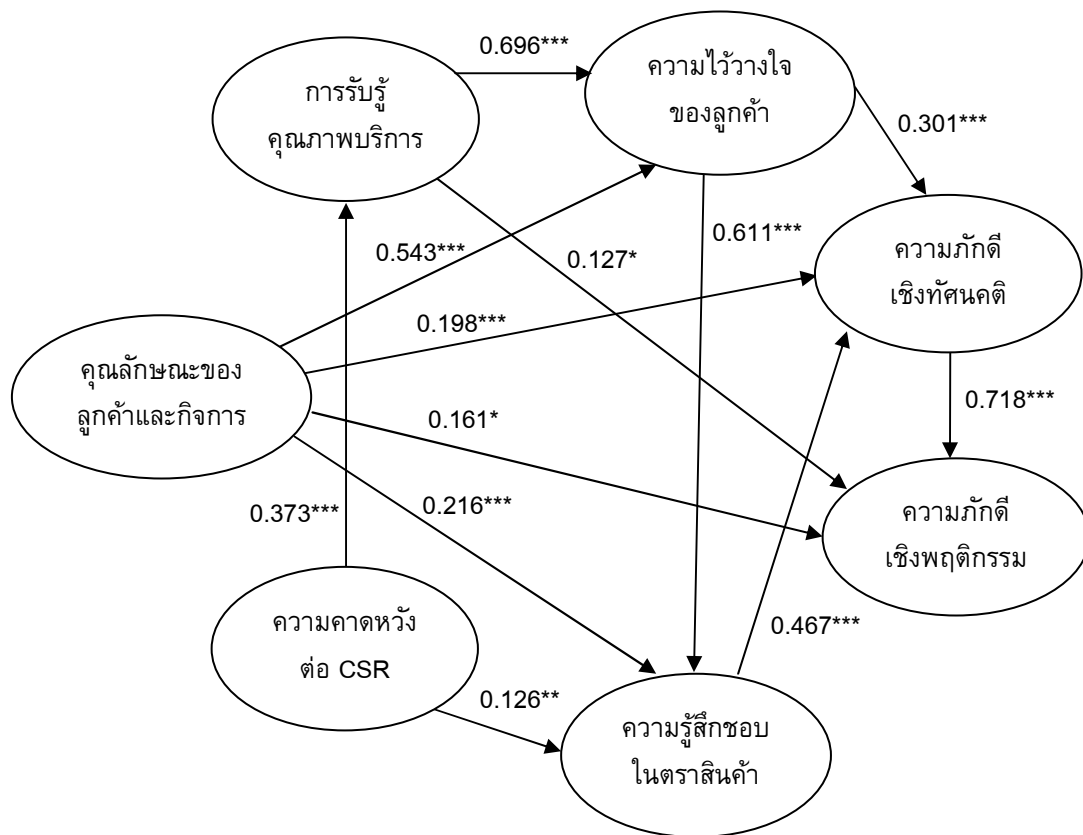 0.696***
ความไว้วางใจ
ของลูกค้า
การรับรู้
คุณภาพบริการ
0.301***
0.543***
0.127*
0.611***
ความภักดี
เชิงทัศนคติ
0.198***
คุณลักษณะของ
ลูกค้าและกิจการ
0.161*
0.718***
0.373***
0.216***
ความภักดี
เชิงพฤติกรรม
ความคาดหวัง
ต่อ CSR
0.467***
0.126**
ความรู้สึกชอบ
ในตราสินค้า